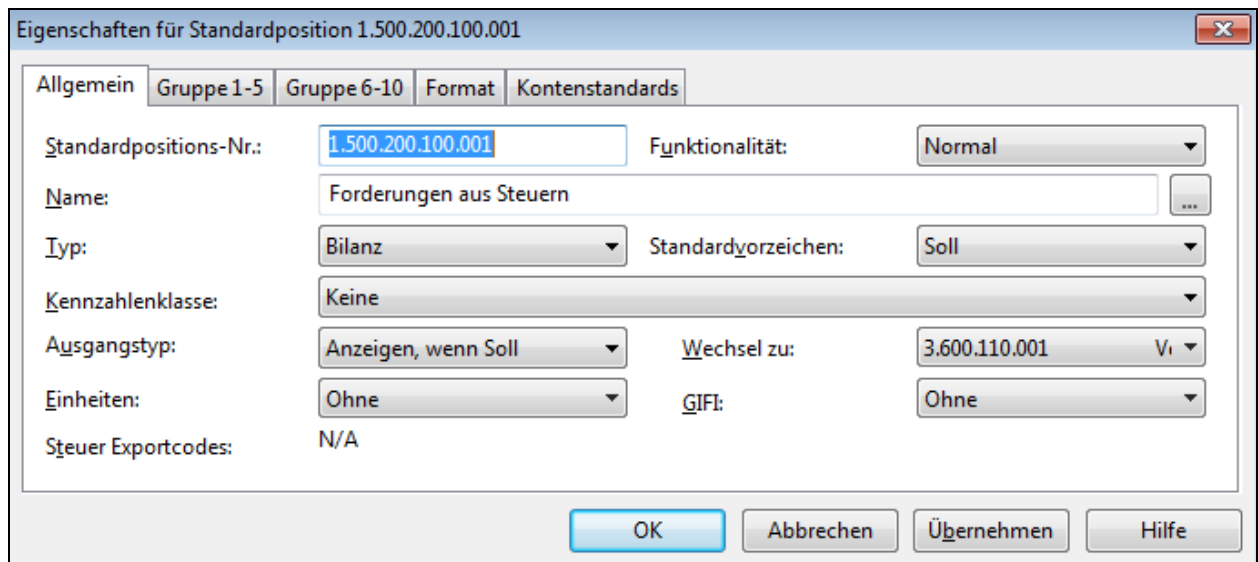 Eigenschaften für Standardposition 1.500.200.100.001
Allgemein Gruppe 1-5 Gruppe 6-10 Format Kontenstandards
Standardpositions-Nr.: 1.500.200.100.001 Funktionalität: Normal
Name: Forderungen aus Steuern ...
Typ: Bilanz Standardvorzeichen: Soll
Kennzahlenklasse: Keine
Ausgangstyp: Anzeigen, wenn Soll Wechsel zu: 3.600.110.001
Einheiten: Ohne GIFI: Ohne
Steuer Exportcodes: N/A
OK Abbrechen Übernehmen Hilfe